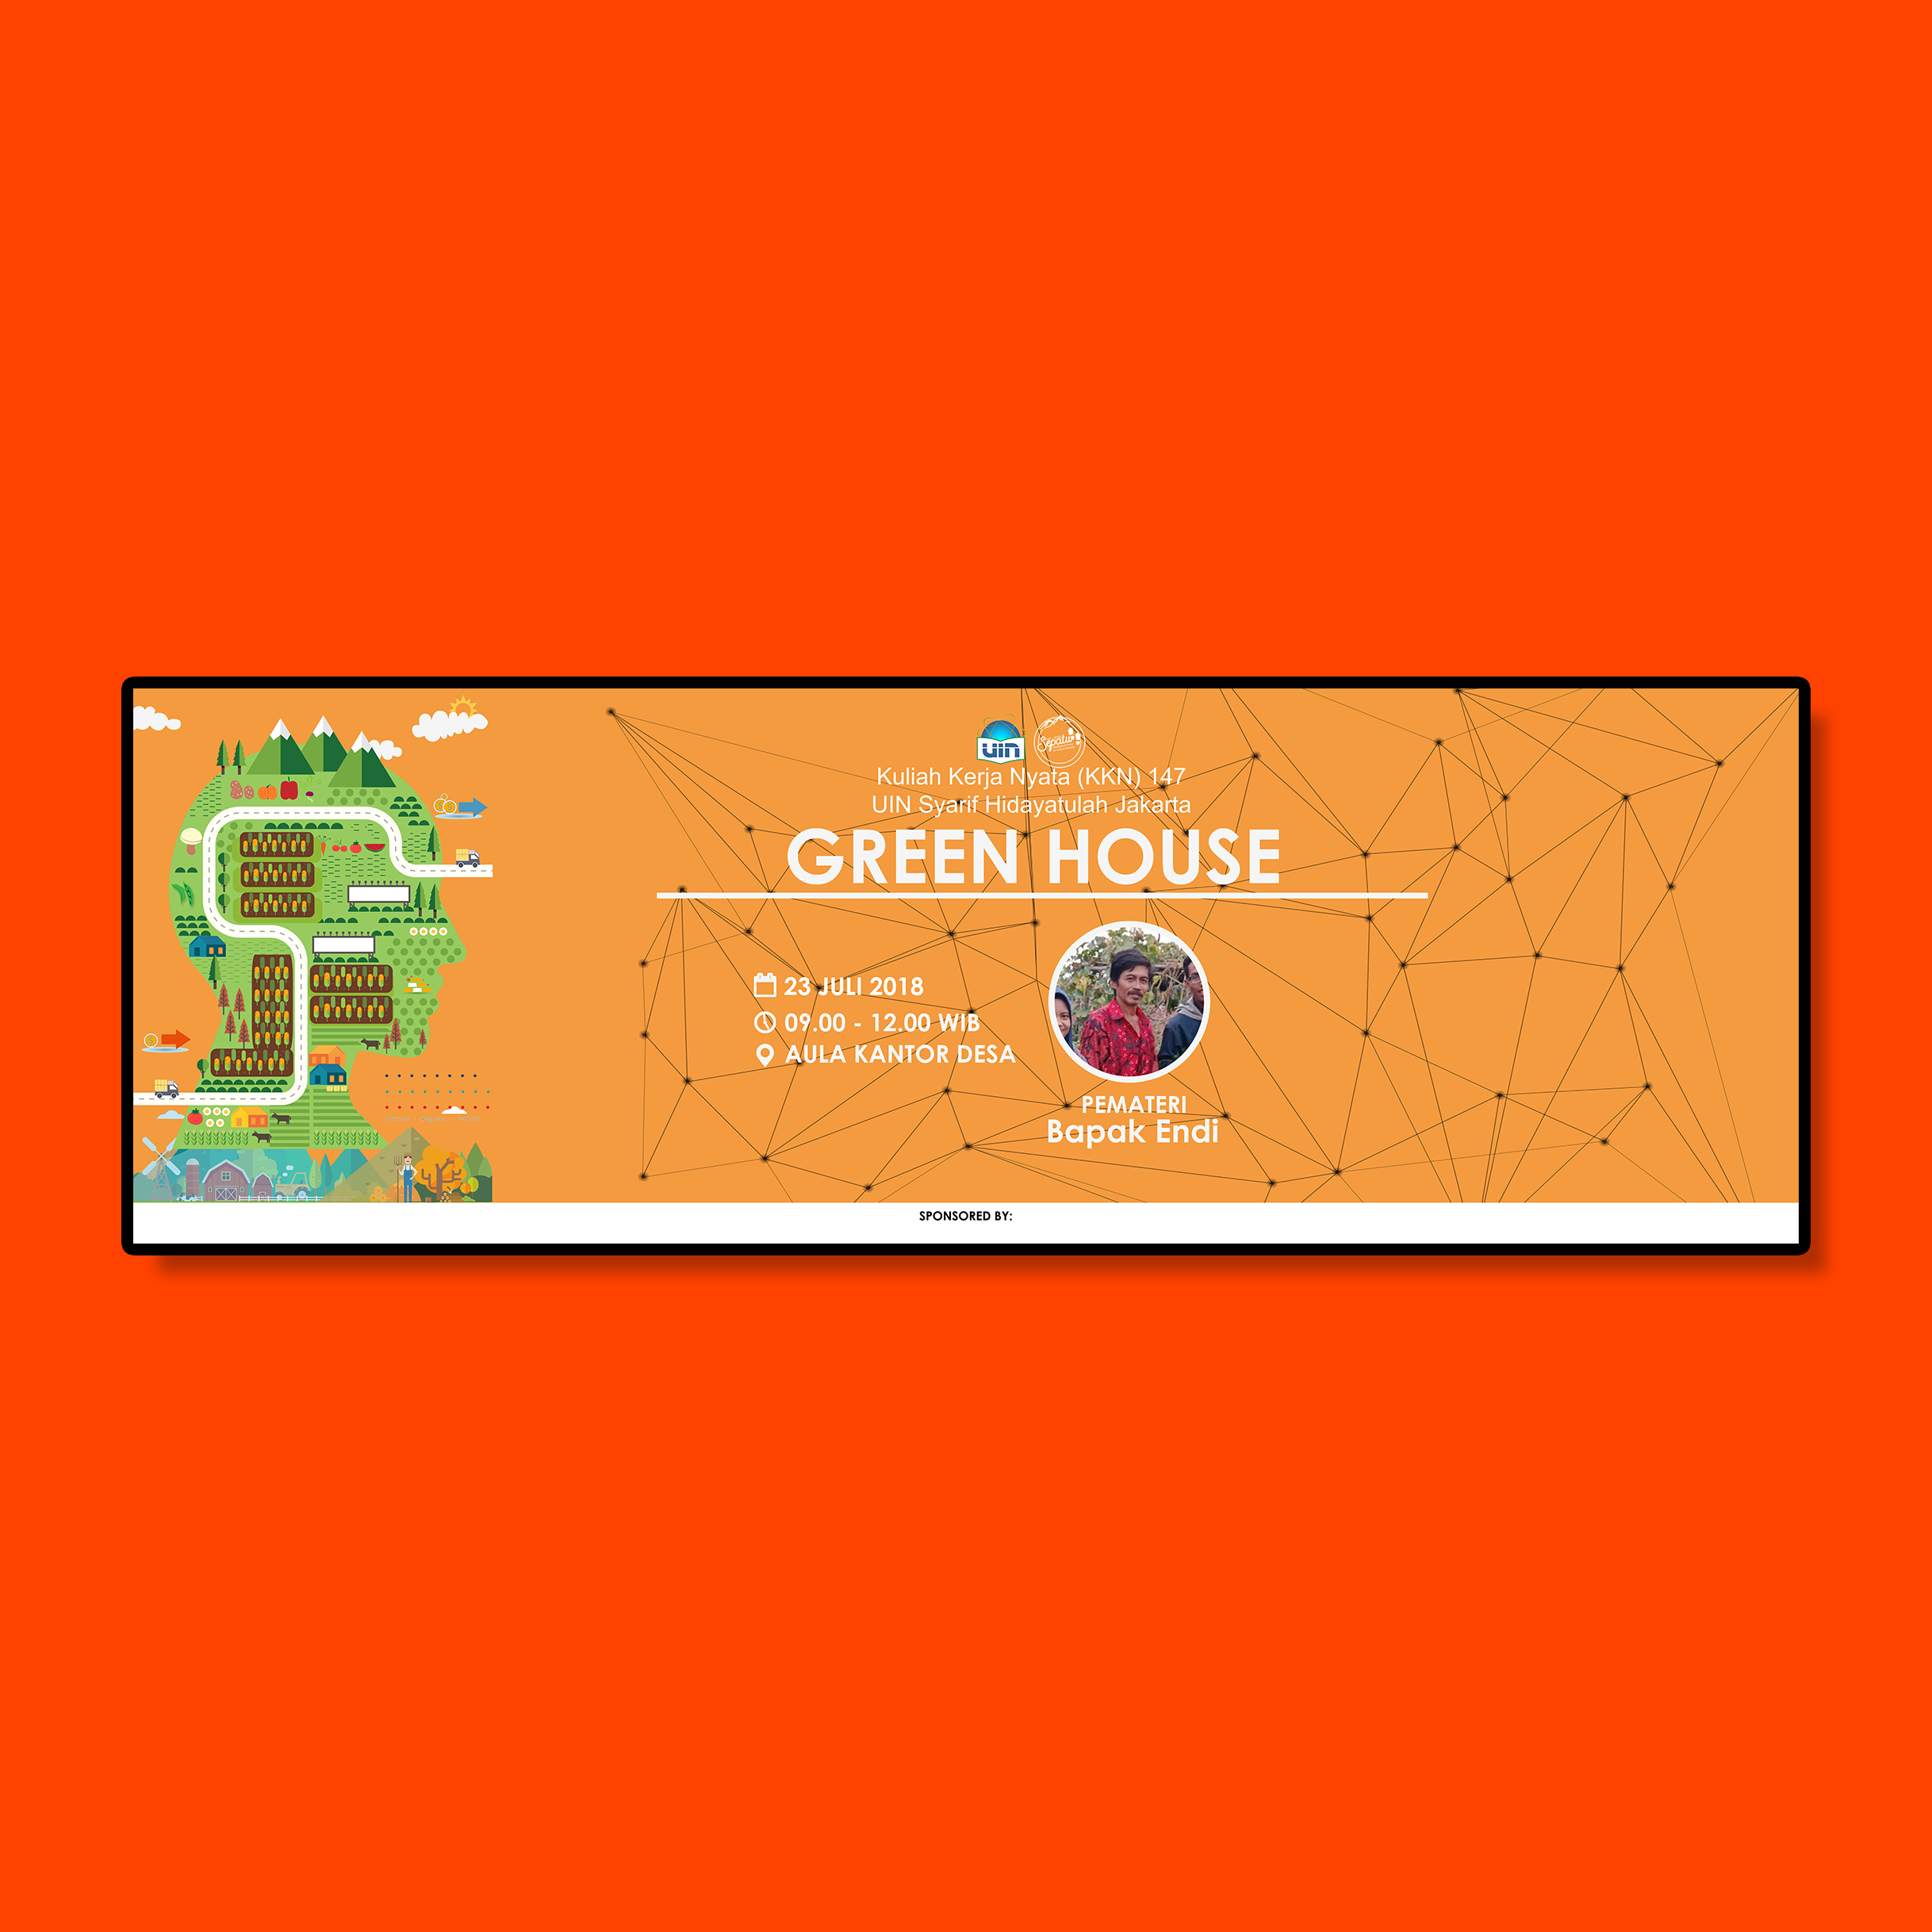 uin
Sepatu
Kuliah Kerja Nyata (KKN) 147
UIN Syarif Hidayatulah Jakarta
GREEN HOUSE
23 JULI 2018
09.00 - 12.00 WIB
AULA KANTOR DESA
PEMATERI
Bapak Endi
SPONSORED BY: